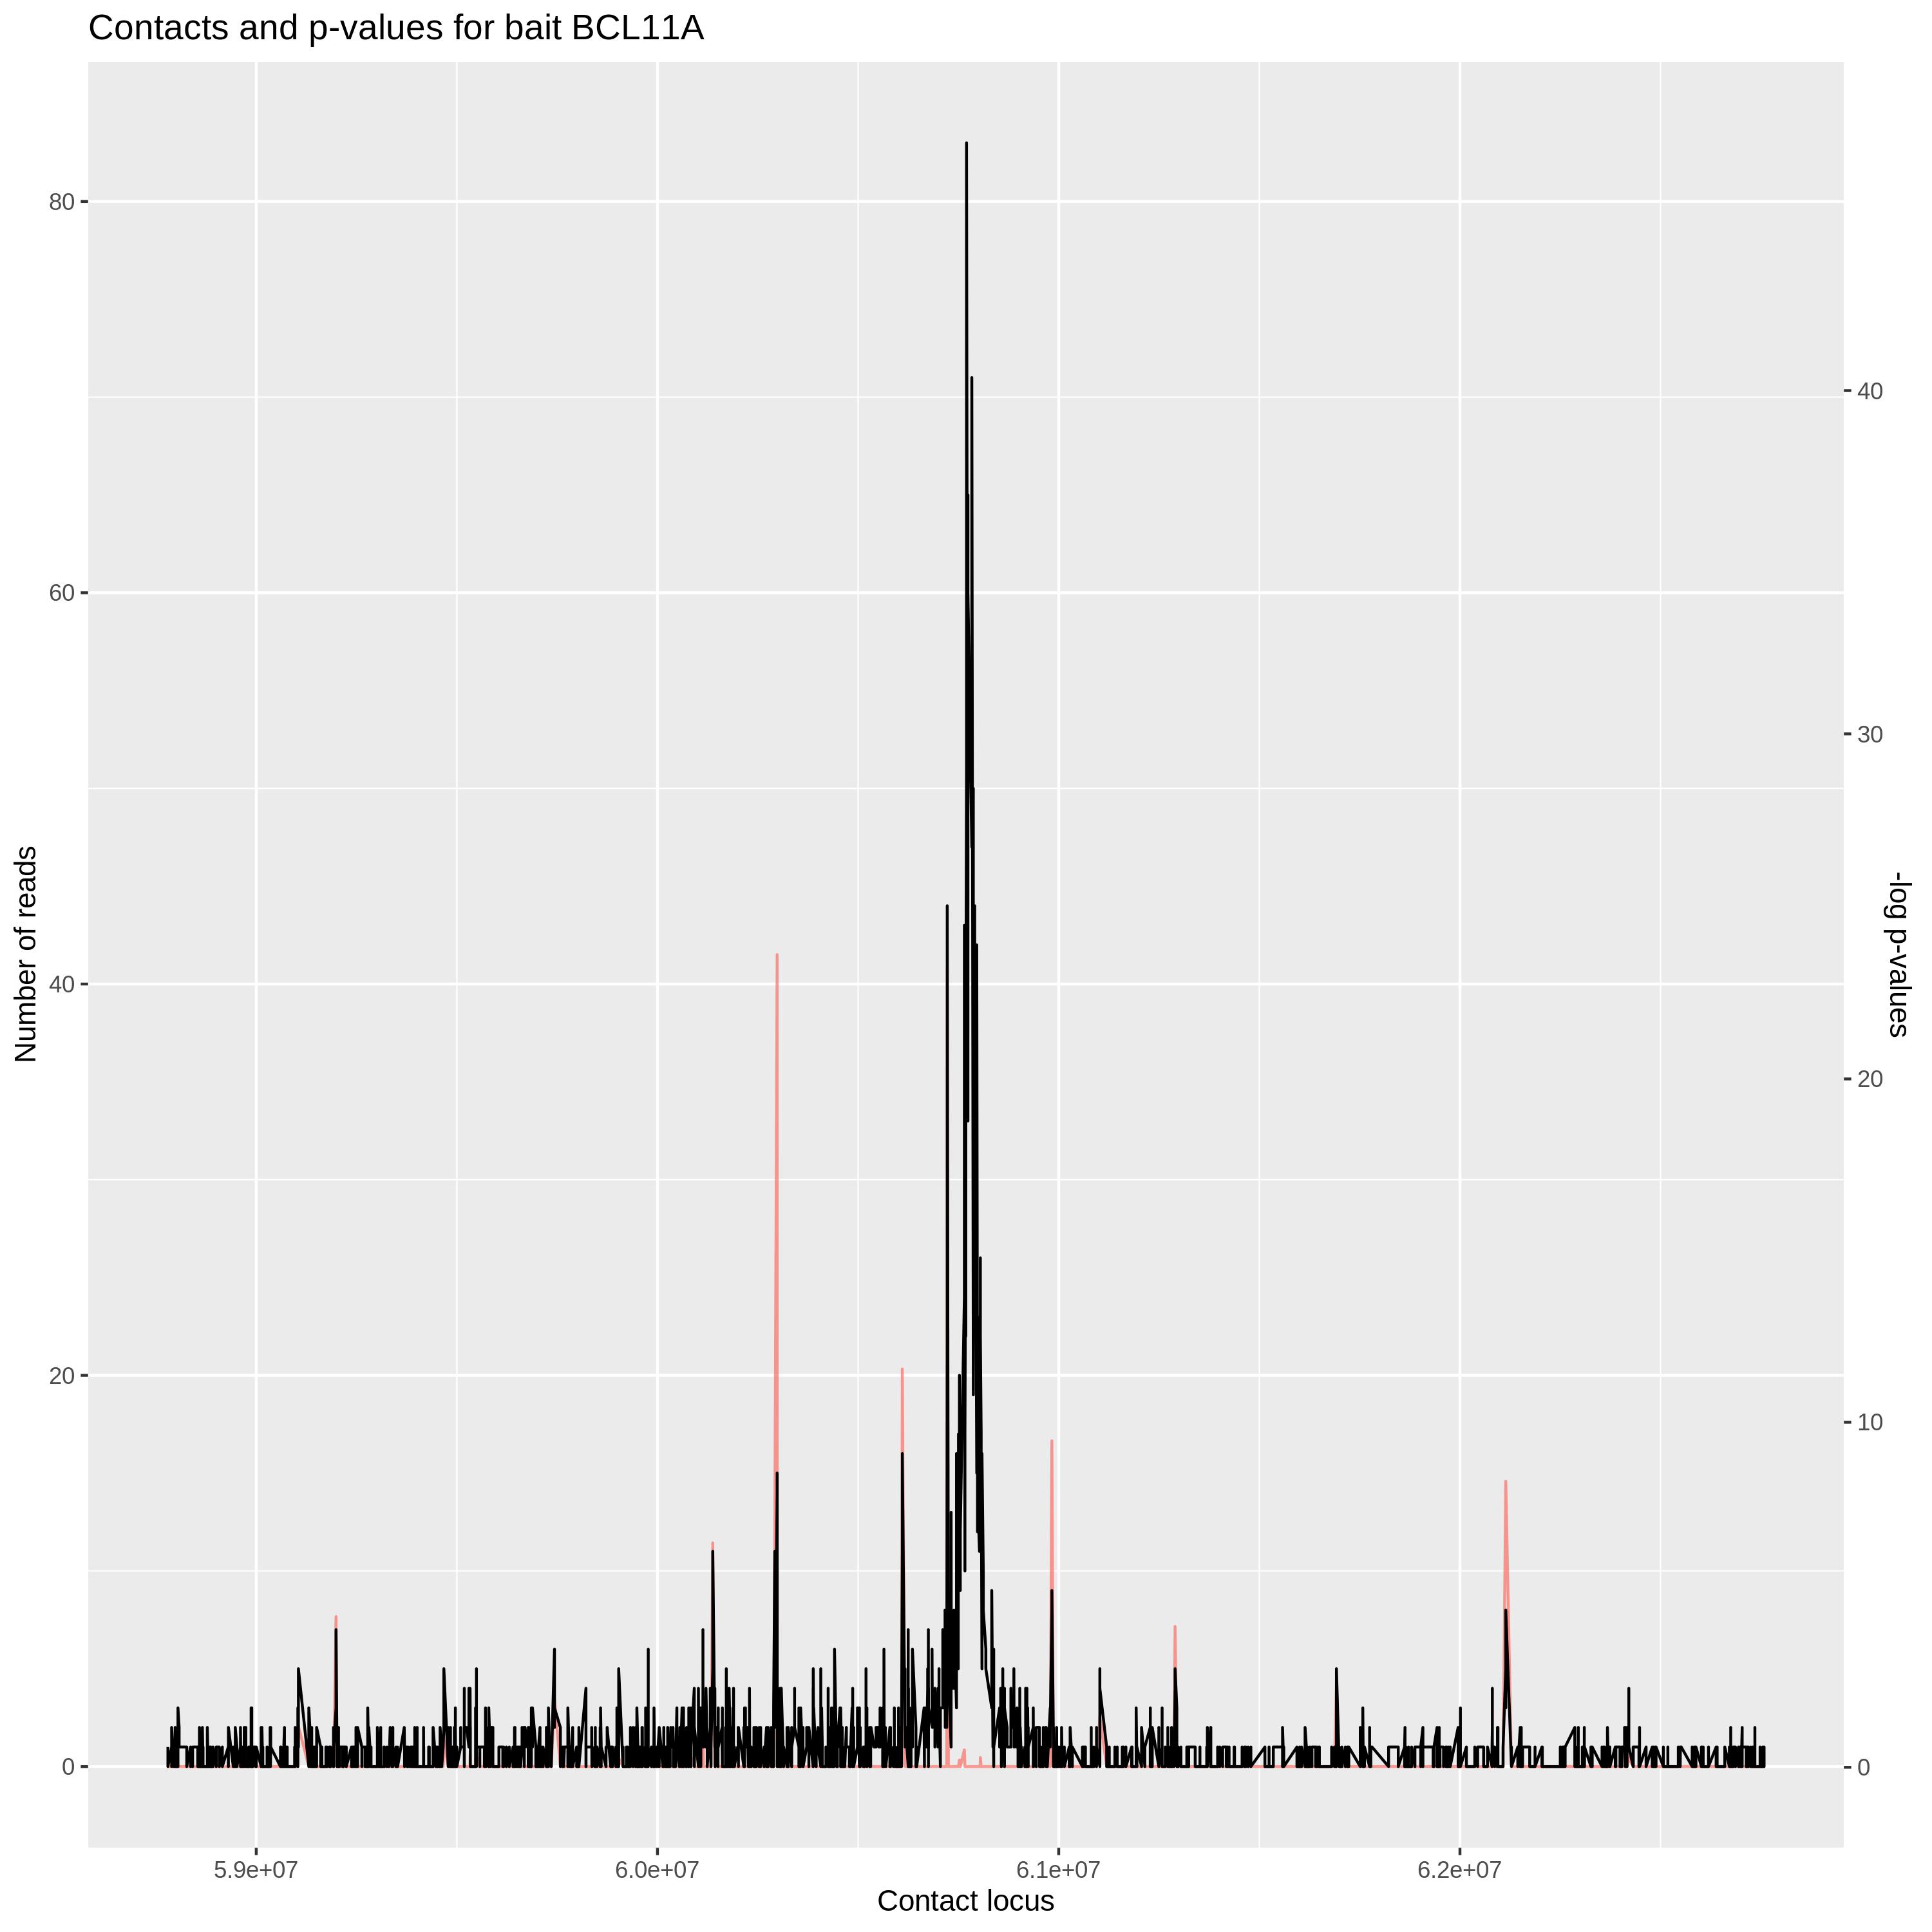 Contacts and p-values for bait BCL11A
80
60
40
20
0
Number of reads
40
30
20
10
0
-log p-values
5.9e+07
6.0e+07
6.1e+07
6.2e+07
Contact locus